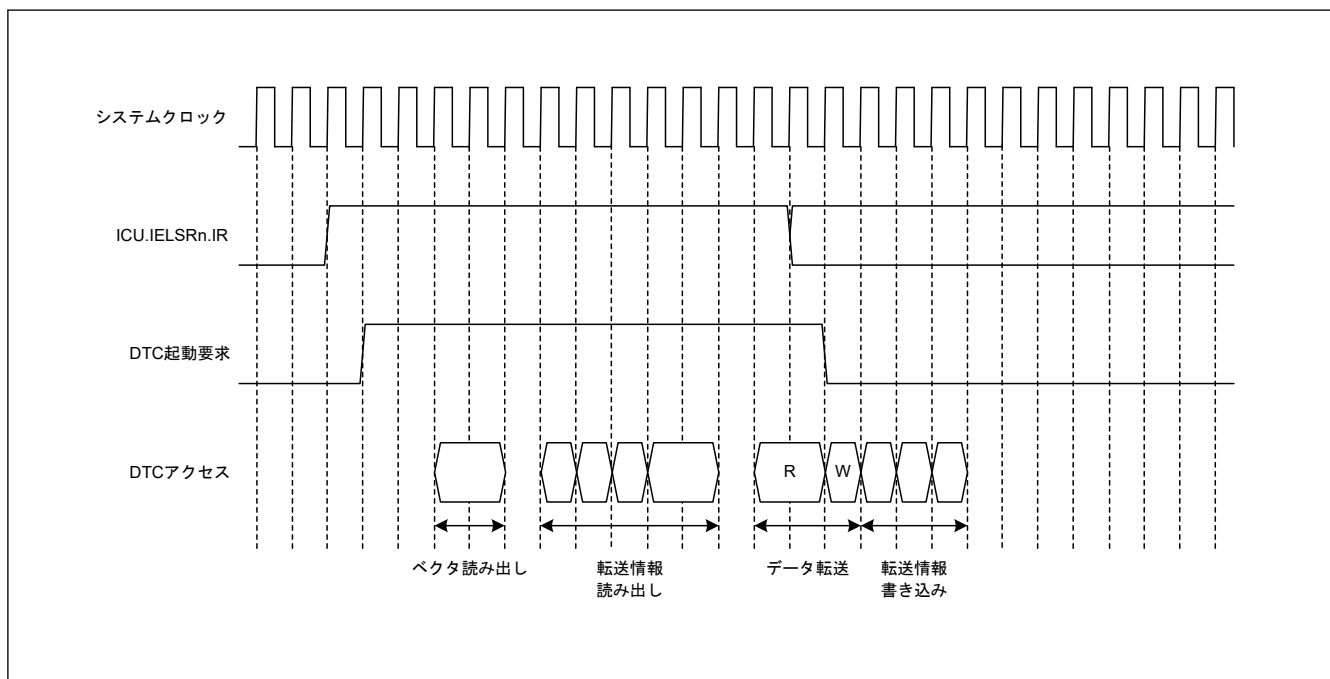 システムクロック
ICU.IELSRn.IR
DTC起動要求
DTCアクセス
R
W
ベクタ読み出し
転送情報
読み出し
データ転送
転送情報
書き込み